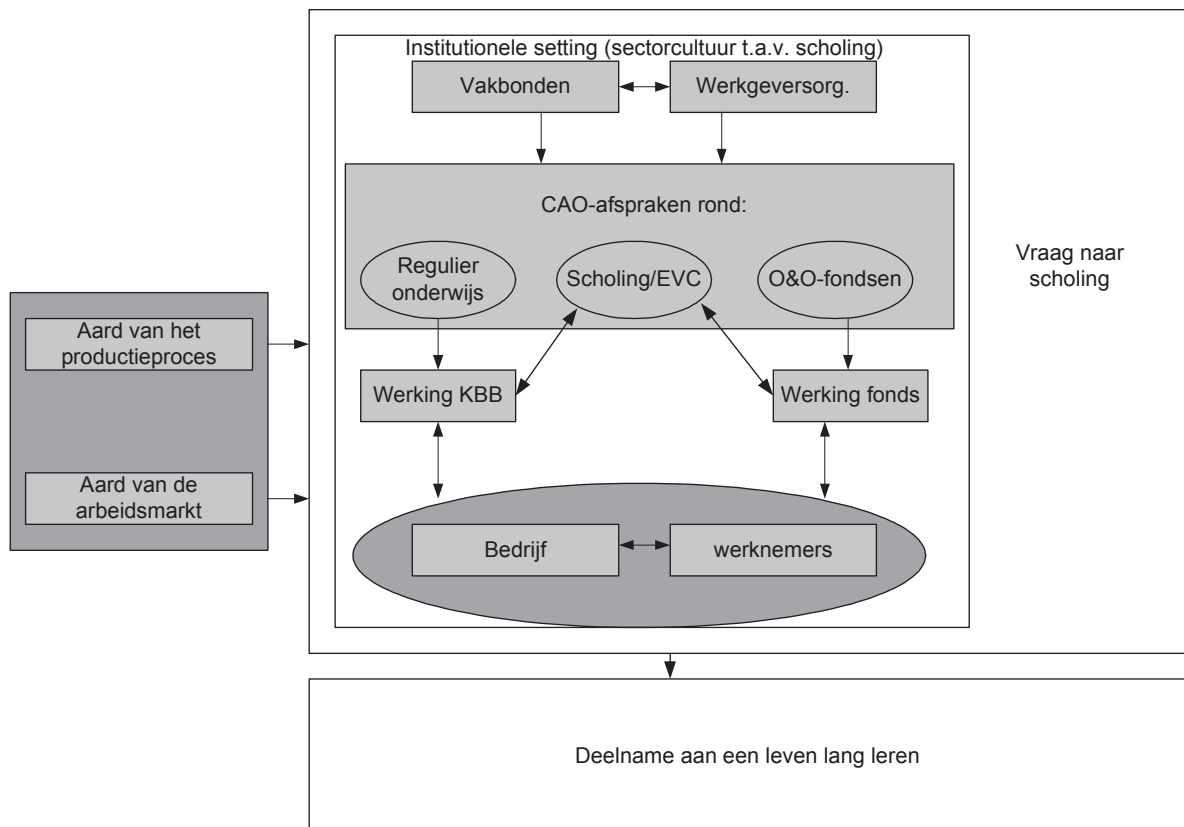 Institutionele setting (sectorcultuur t.a.v. scholing)
Vakbonden
Werkgeversorg.
CAO-afspraken rond:
Regulier
onderwijs
Scholing/EVC
O&O-fondsen
Vraag naar
scholing
Aard van het
productieproces
Werking KBB
Werking fonds
Aard van de
arbeidsmarkt
Bedrijf
werknemers
Deelname aan een leven lang leren